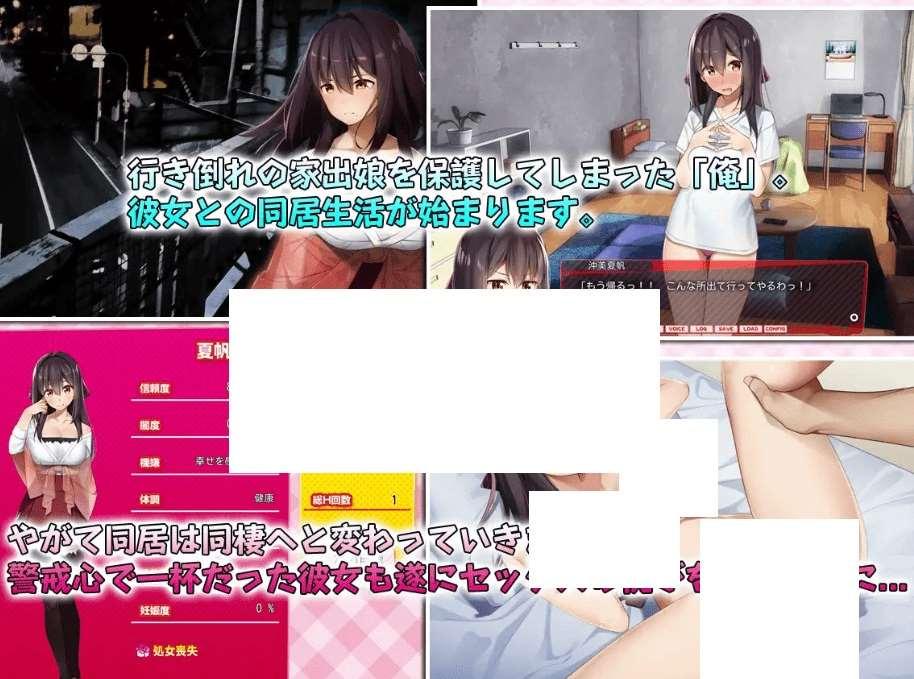 行き倒れの家出娘を保護してしまった「俺」。
彼女との同居生活が始まります。
沖美夏帆
「もう帰るっ！！　こんな所出て行ってやるわっ！」
VOICE LOG SAVE LOAD CONFIG
夏帆
信頼度
闇度
機嫌 幸せを
体調 健康
総H回数 1
やがて同居は同棲へと変わっていき
警戒心で一杯だった彼女も遂にセッ
妊娠度 0 %
処女喪失